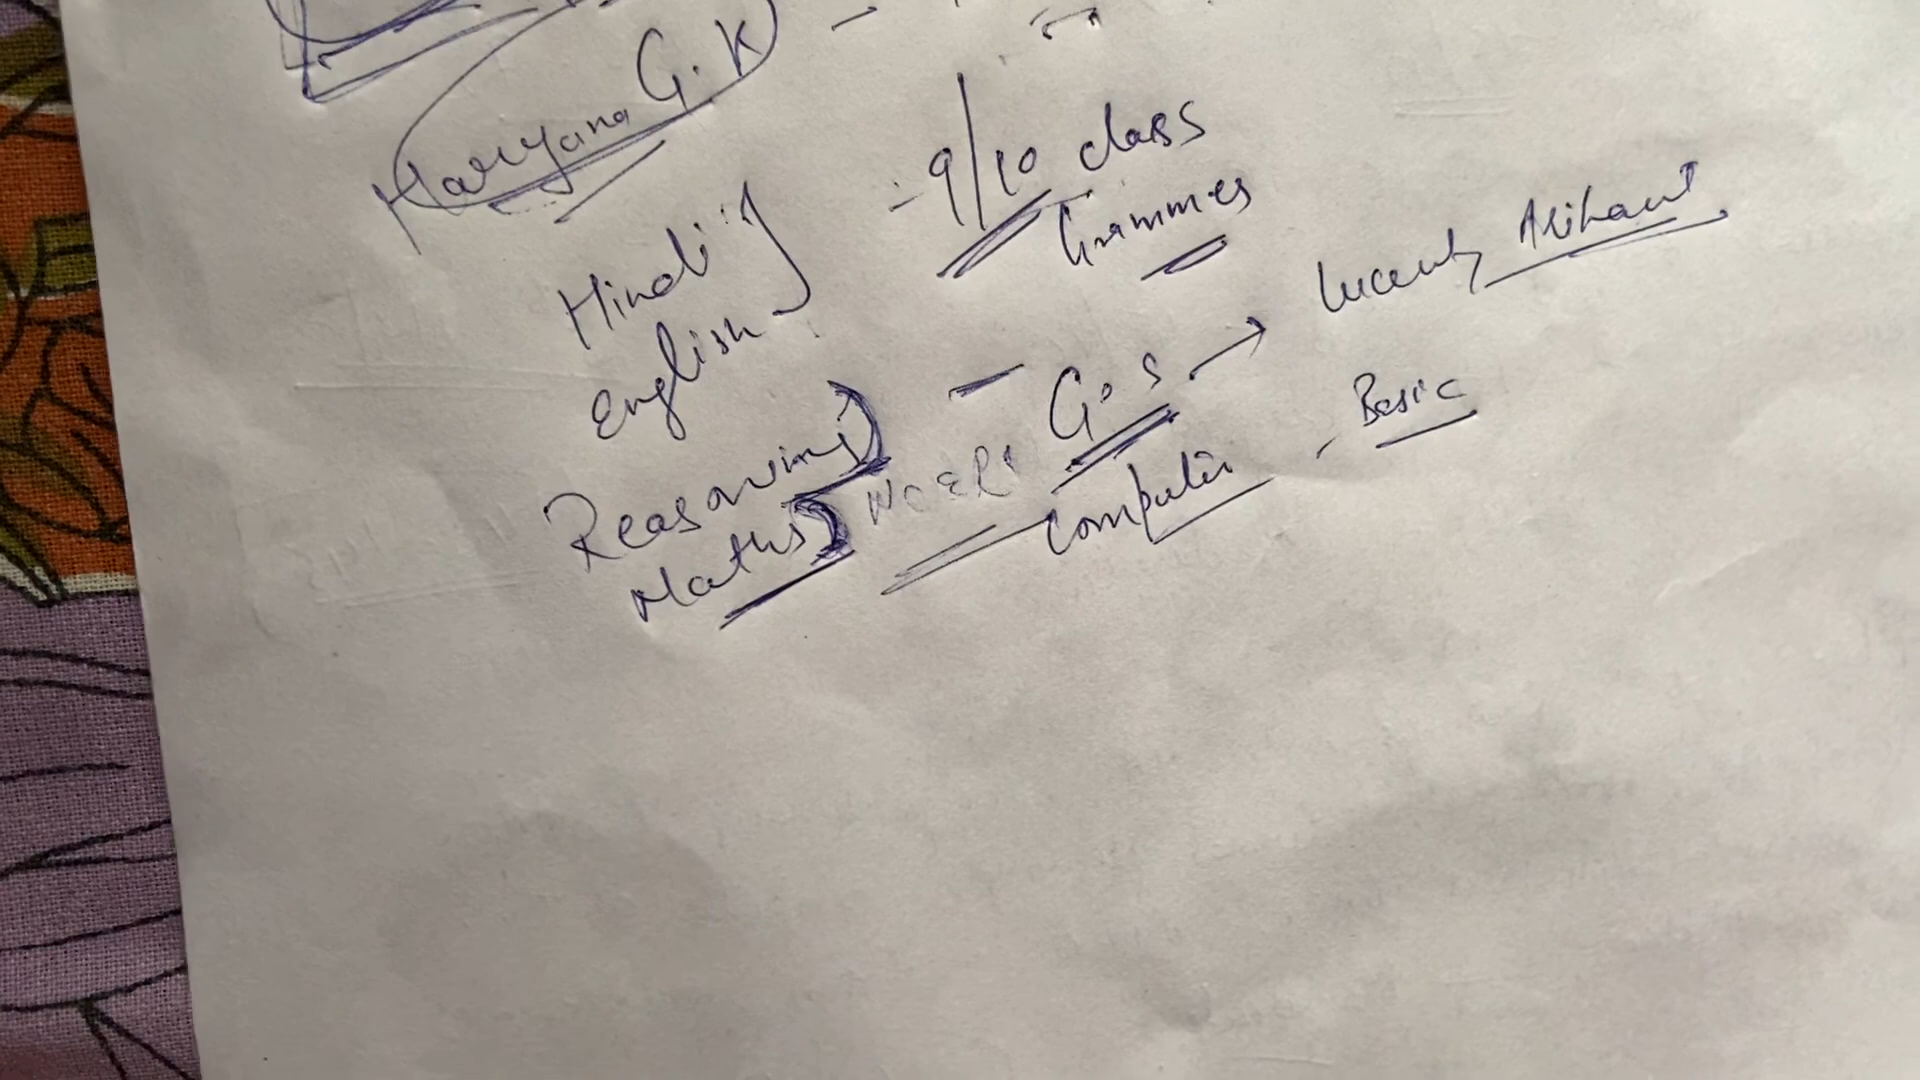 Haryana G.K -
Hindi } - 9/10 class
English Grammer
Reasoning - G.S → Lucent, Arihant
Maths NCERT Computer - Basic